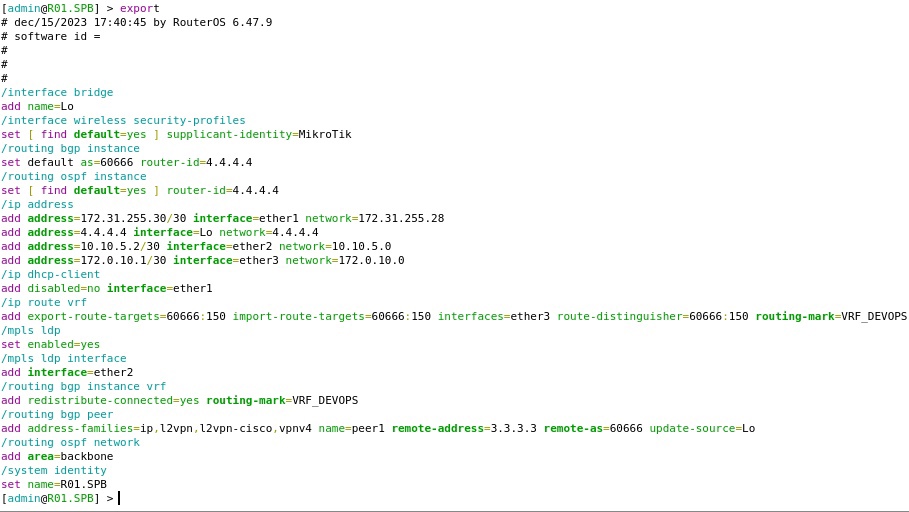 [admin@R01.SPB] > export
# dec/15/2023 17:40:45 by RouterOS 6.47.9
# software id =
#
#
#
/interface bridge
add name=Lo
/interface wireless security-profiles
set [ find default=yes ] supplicant-identity=MikroTik
/routing bgp instance
set default as=60666 router-id=4.4.4.4
/routing ospf instance
set [ find default=yes ] router-id=4.4.4.4
/ip address
add address=172.31.255.30/30 interface=ether1 network=172.31.255.28
add address=4.4.4.4 interface=Lo network=4.4.4.4
add address=10.10.5.2/30 interface=ether2 network=10.10.5.0
add address=172.0.10.1/30 interface=ether3 network=172.0.10.0
/ip dhcp-client
add disabled=no interface=ether1
/ip route vrf
add export-route-targets=60666:150 import-route-targets=60666:150 interfaces=ether3 route-distinguisher=60666:150 routing-mark=VRF_DEVOPS
/mpls ldp
set enabled=yes
/mpls ldp interface
add interface=ether2
/routing bgp instance vrf
add redistribute-connected=yes routing-mark=VRF_DEVOPS
/routing bgp peer
add address-families=ip,l2vpn,l2vpn-cisco,vpnv4 name=peer1 remote-address=3.3.3.3 remote-as=60666 update-source=Lo
/routing ospf network
add area=backbone
/system identity
set name=R01.SPB
[admin@R01.SPB] >